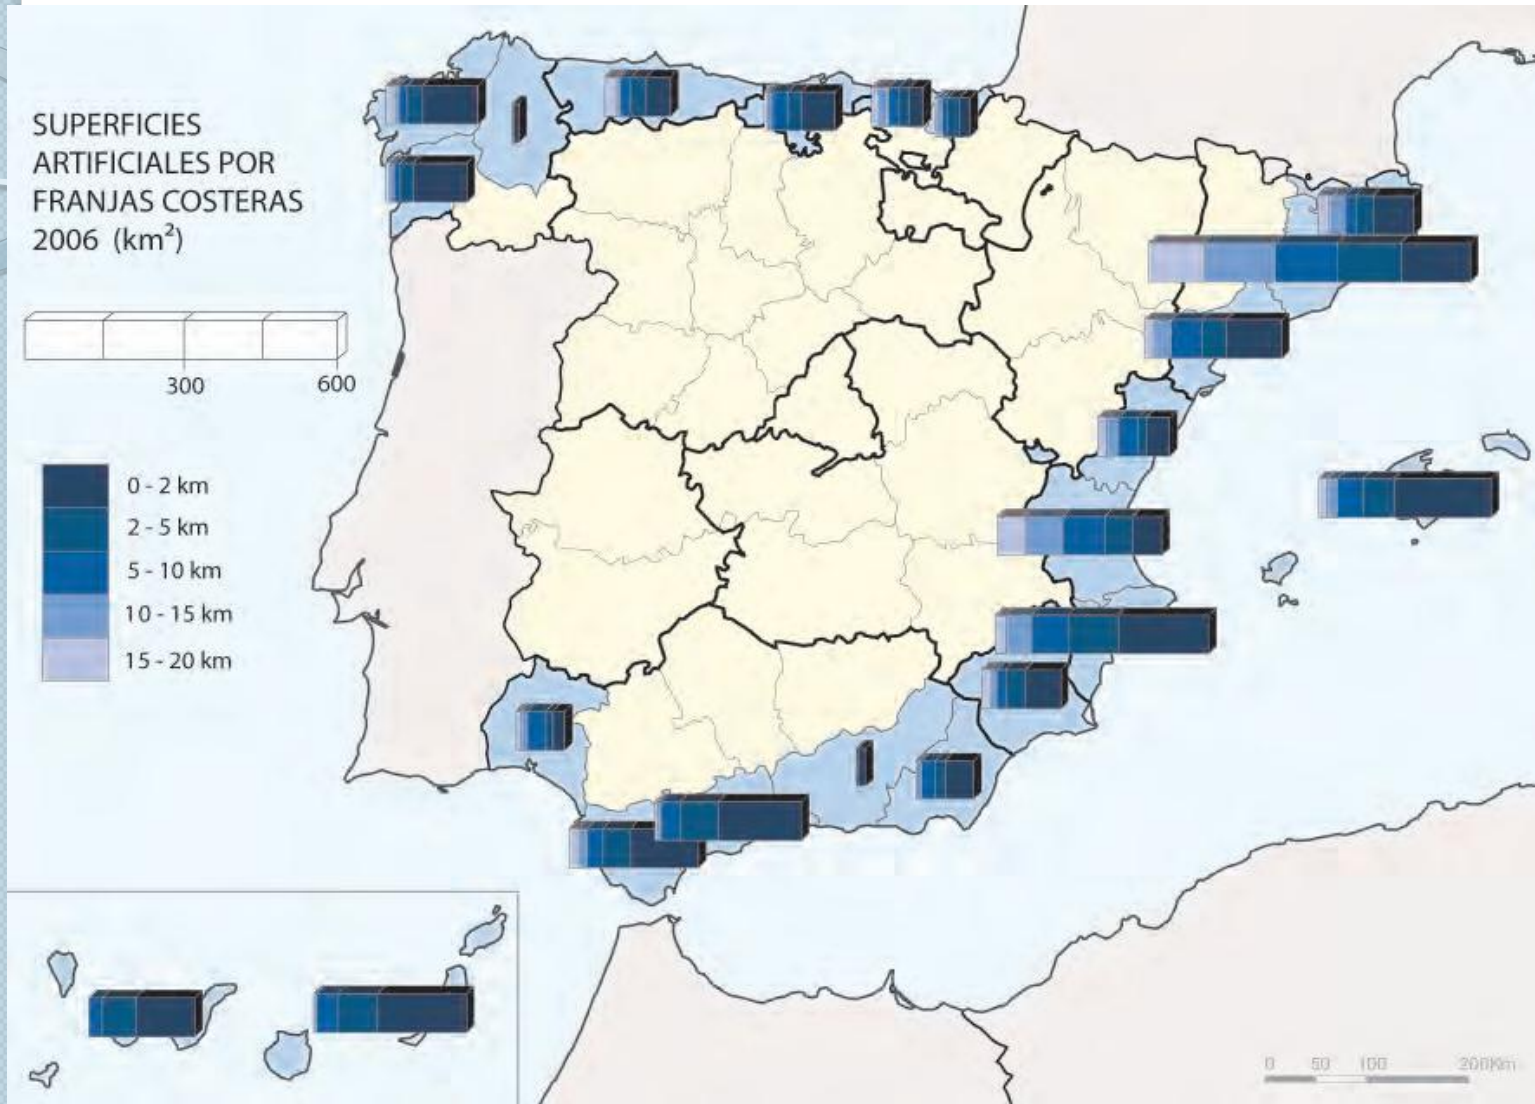 SUPERFICIES
ARTIFICIALES POR
FRANJAS COSTERAS
2006 (km²)
300 600
0 - 2 km
2 - 5 km
5 - 10 km
10 - 15 km
15 - 20 km
0 50 100 200Km